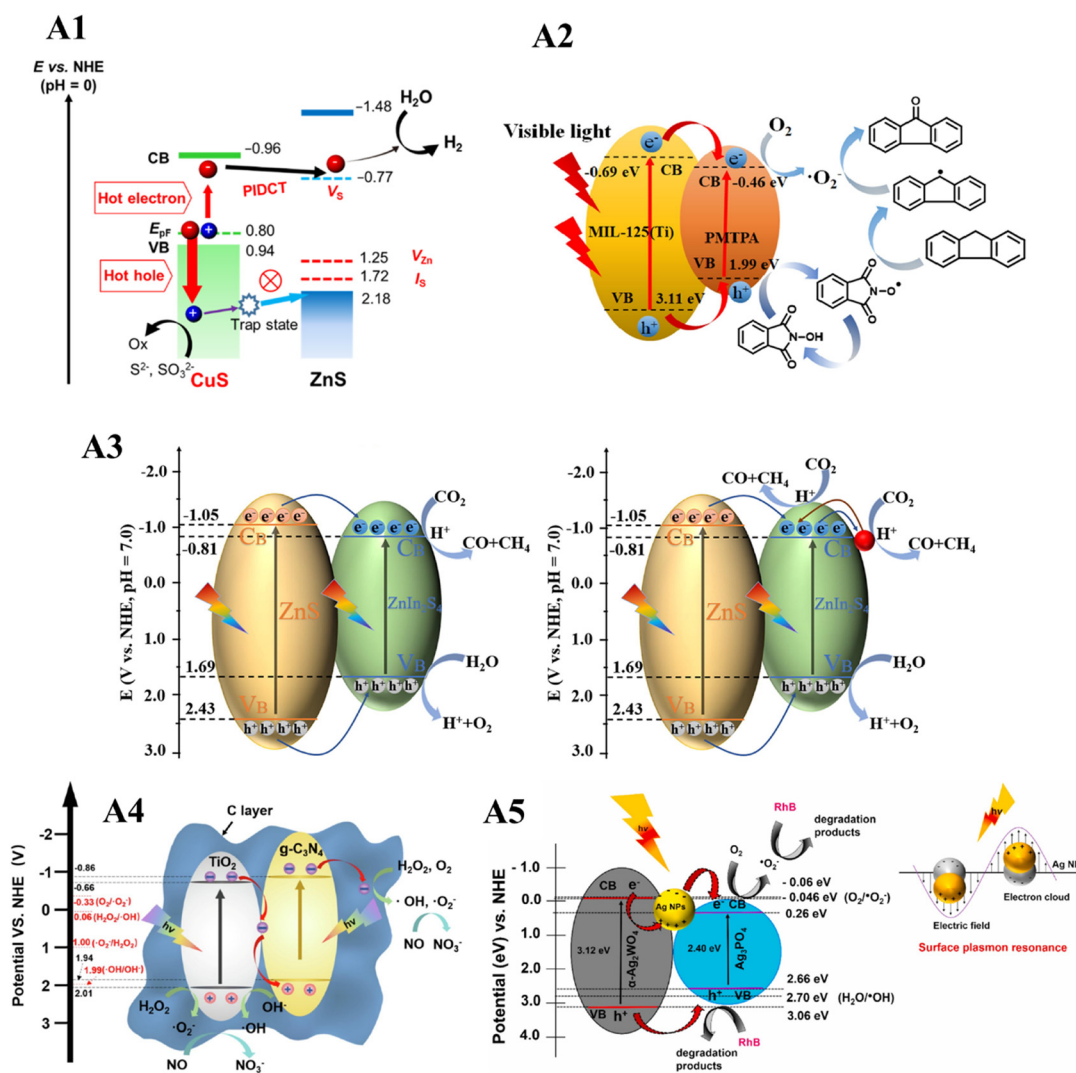 A1
E vs. NHE
(pH = 0)
−1.48
H₂O
H₂
CB
−0.96
PIDCT
−0.77
Vₛ
Hot electron
EₚF
0.80
VB
0.94
Hot hole
1.25
V_Zn
1.72
Iₛ
2.18
Trap state
Ox
S²⁻, SO₃²⁻
CuS
ZnS
A2
Visible light
e⁻
e⁻
O₂
·O₂⁻
-0.69 eV
CB
CB
-0.46 eV
MIL-125(Ti)
PMTPA
VB
1.99 eV
VB
3.11 eV
h⁺
h⁺
O
O
N-O
O
O
N-OH
O
A3
E (V vs. NHE, pH = 7.0)
-2.0
-1.0
0.0
1.0
2.0
3.0
-1.05
-0.81
1.69
2.43
e⁻ e⁻ e⁻ e⁻
CB
ZnS
VB
h⁺ h⁺ h⁺ h⁺
e⁻ e⁻ e⁻ e⁻
CB
ZnIn₂S₄
VB
h⁺ h⁺ h⁺ h⁺
CO₂
H⁺
CO+CH₄
H₂O
H⁺+O₂
E (V vs. NHE, pH = 7.0)
-2.0
-1.0
0.0
1.0
2.0
3.0
-1.05
-0.81
1.69
2.43
e⁻ e⁻ e⁻ e⁻
CB
ZnS
VB
h⁺ h⁺ h⁺ h⁺
CO₂
CO+CH₄
H⁺
e⁻ e⁻ e⁻ e⁻
CB
ZnIn₂S₄
VB
h⁺ h⁺ h⁺ h⁺
CO₂
H⁺
CO+CH₄
H₂O
H⁺+O₂
A4
Potential VS. NHE (V)
-2
-1
0
1
2
3
-0.86
-0.66
-0.33 (O₂/·O₂⁻)
0.06 (H₂O₂/·OH)
1.00 (·O₂⁻/H₂O₂)
1.94
1.99(·OH/OH⁻)
2.01
C layer
TiO₂
g-C₃N₄
hv
hv
H₂O₂, O₂
· OH, ·O₂⁻
NO
NO₃⁻
H₂O₂
OH⁻
·O₂⁻
·OH
NO
NO₃⁻
A5
Potential (eV) vs. NHE
-1.0
0.0
1.0
2.0
3.0
4.0
hv
RhB
degradation
products
O₂
·O₂⁻
CB
e⁻
Ag NPs
e⁻ CB
- 0.06 eV
-0.046 eV
(O₂/•O₂⁻)
0.26 eV
3.12 eV
α-Ag₂WO₄
2.40 eV
Ag₃PO₄
2.66 eV
h⁺ VB
2.70 eV
(H₂O/•OH)
3.06 eV
VB
h⁺
RhB
degradation
products
hv
Electron cloud
Electric field
Surface plasmon resonance